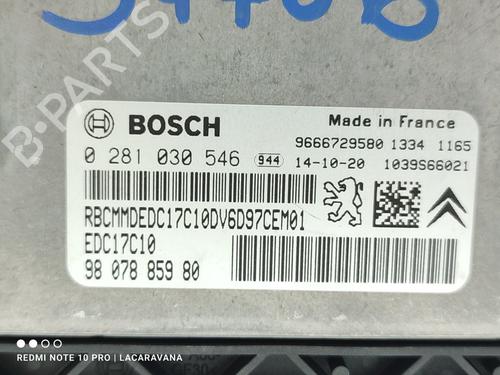 BOSCH
Made in France
9666729580 1334 1165
0 281 030 546 944 14-10-20 1039S66021
RBCMMDEDC17C10DV6D97CEM01
EDC17C10
98 078 859 80
B-PARTS
REDMI NOTE 10 PRO | LACARAVANA